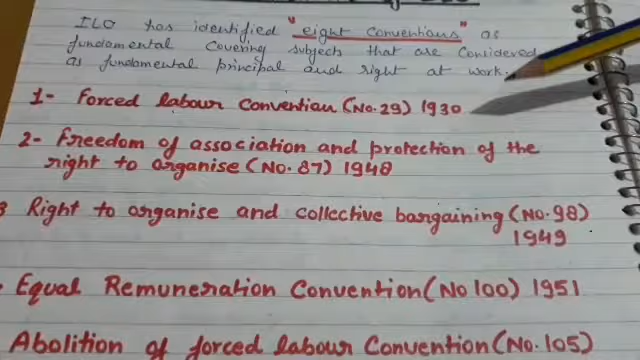 ILO has identified "eight conventions" as
fundamental covering subjects that are considered
as fundamental principal and right at work.
1- Forced labour Convention (No.29) 1930
2- Freedom of association and protection of the
right to organise (No. 87) 1948
3 Right to organise and collective bargaining (No.98)
1949
Equal Remuneration Convention (No 100) 1951
Abolition of forced labour Convention (No.105)